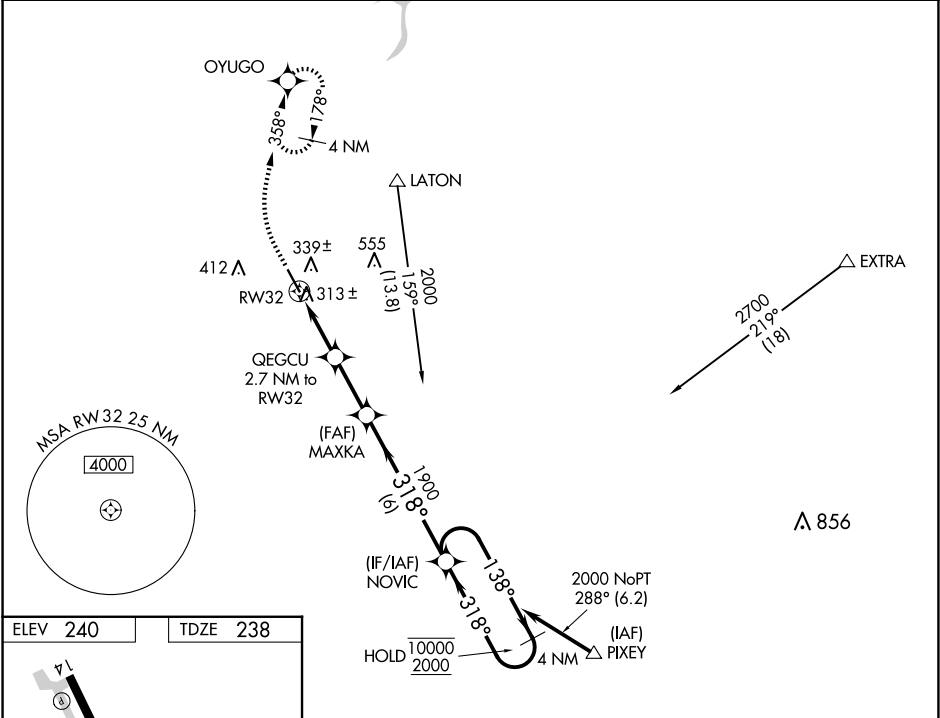 OYUGO
358°
178°
4 NM
LATON
2000
159°
(13.8)
EXTRA
2700
219°
(18)
412
339±
555
RW32
313±
QEGCU
2.7 NM to
RW32
(FAF)
MAXKA
1900
318°
(6)
MSA RW32 25 NM
4000
856
(IF/IAF)
NOVIC
138°
318°
2000 NoPT
288° (6.2)
(IAF)
PIXEY
HOLD
10000
2000
4 NM
ELEV 240
TDZE 238
14
P